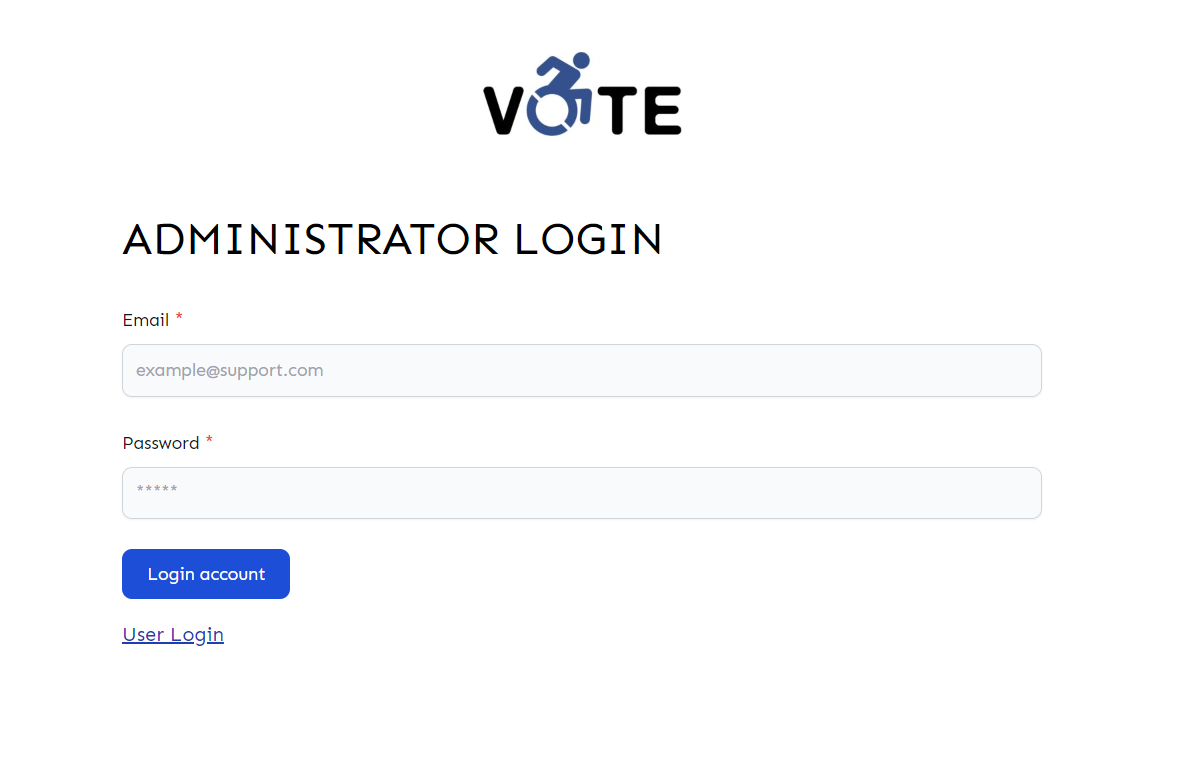 VOTE
ADMINISTRATOR LOGIN
Email *
example@support.com
Password *
*****
Login account
User Login